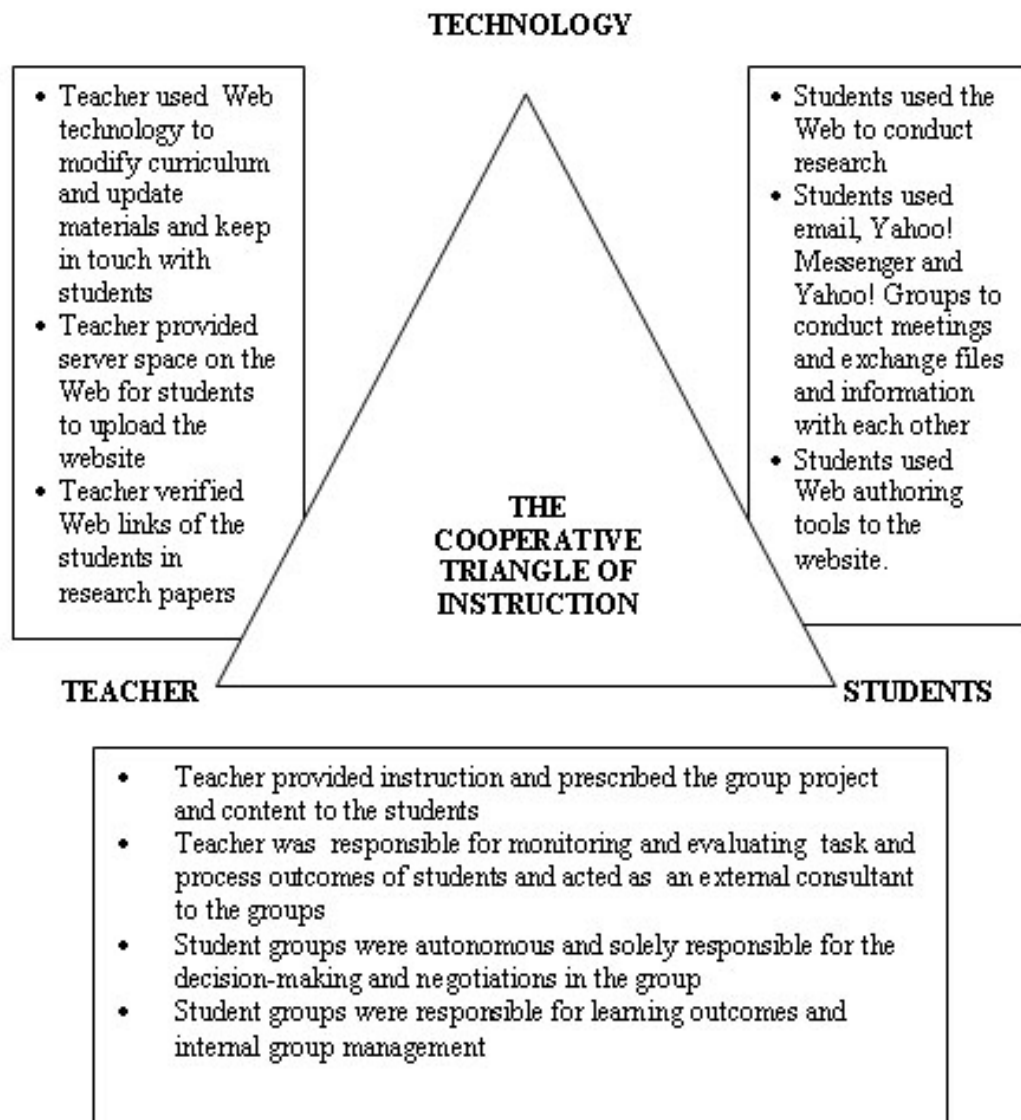 TECHNOLOGY
• Teacher used Web
technology to
modify curriculum
and update
materials and keep
in touch with
students
• Teacher provided
server space on the
Web for students
to upload the
website
• Teacher verified
Web links of the
students in
research papers
• Students used the
Web to conduct
research
• Students used
email, Yahoo!
Messenger and
Yahoo! Groups to
conduct meetings
and exchange files
and information
with each other
• Students used
Web authoring
tools to the
website.
THE
COOPERATIVE
TRIANGLE OF
INSTRUCTION
TEACHER
STUDENTS
• Teacher provided instruction and prescribed the group project
and content to the students
• Teacher was responsible for monitoring and evaluating task and
process outcomes of students and acted as an external consultant
to the groups
• Student groups were autonomous and solely responsible for the
decision-making and negotiations in the group
• Student groups were responsible for learning outcomes and
internal group management